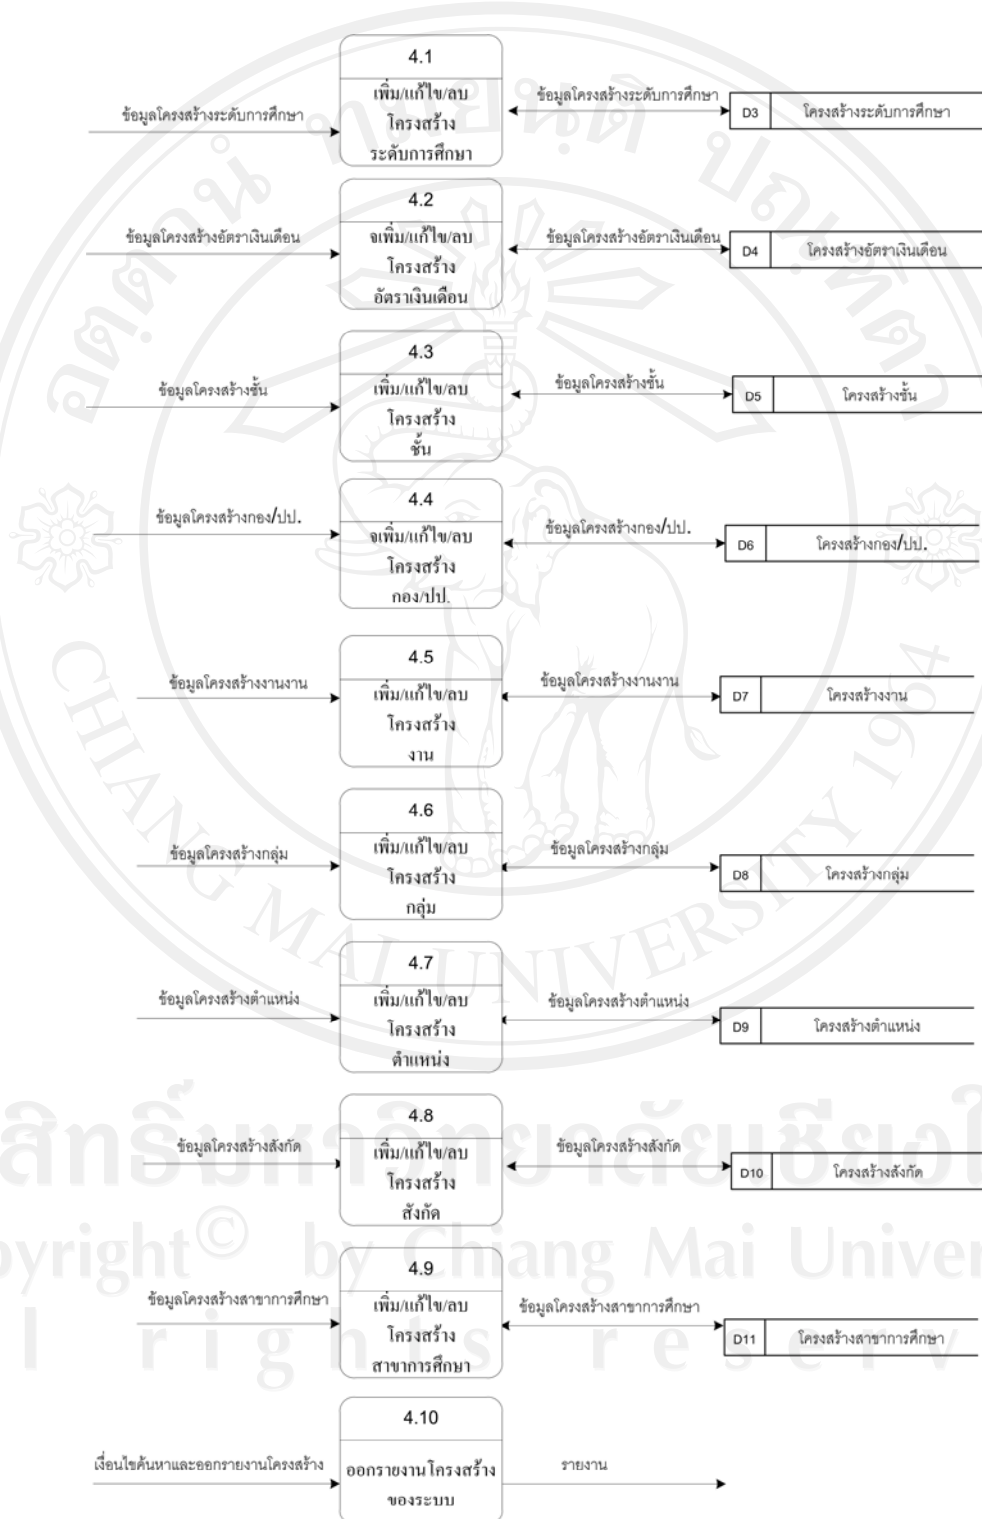 4.1
เพิ่ม/แก้ไข/ลบ
โครงสร้าง
ระดับการศึกษา
ข้อมูลโครงสร้างระดับการศึกษา
ข้อมูลโครงสร้างระดับการศึกษา
D3 โครงสร้างระดับการศึกษา
4.2
จเพิ่ม/แก้ไข/ลบ
โครงสร้าง
อัตราเงินเดือน
ข้อมูลโครงสร้างอัตราเงินเดือน
ข้อมูลโครงสร้างอัตราเงินเดือน
D4 โครงสร้างอัตราเงินเดือน
4.3
เพิ่ม/แก้ไข/ลบ
โครงสร้าง
ชั้น
ข้อมูลโครงสร้างชั้น
ข้อมูลโครงสร้างชั้น
D5 โครงสร้างชั้น
4.4
จเพิ่ม/แก้ไข/ลบ
โครงสร้าง
กอง/ปป.
ข้อมูลโครงสร้างกอง/ปป.
ข้อมูลโครงสร้างกอง/ปป.
D6 โครงสร้างกอง/ปป.
4.5
เพิ่ม/แก้ไข/ลบ
โครงสร้าง
งาน
ข้อมูลโครงสร้างงานงาน
ข้อมูลโครงสร้างงานงาน
D7 โครงสร้างงาน
4.6
เพิ่ม/แก้ไข/ลบ
โครงสร้าง
กลุ่ม
ข้อมูลโครงสร้างกลุ่ม
ข้อมูลโครงสร้างกลุ่ม
D8 โครงสร้างกลุ่ม
4.7
เพิ่ม/แก้ไข/ลบ
โครงสร้าง
ตำแหน่ง
ข้อมูลโครงสร้างตำแหน่ง
ข้อมูลโครงสร้างตำแหน่ง
D9 โครงสร้างตำแหน่ง
4.8
เพิ่ม/แก้ไข/ลบ
โครงสร้าง
สังกัด
ข้อมูลโครงสร้างสังกัด
ข้อมูลโครงสร้างสังกัด
D10 โครงสร้างสังกัด
4.9
เพิ่ม/แก้ไข/ลบ
โครงสร้าง
สาขาการศึกษา
ข้อมูลโครงสร้างสาขาการศึกษา
ข้อมูลโครงสร้างสาขาการศึกษา
D11 โครงสร้างสาขาการศึกษา
4.10
ออกรายงานโครงสร้าง
ของระบบ
เงื่อนไขค้นหาและออกรายงานโครงสร้าง
รายงาน
CHIANG MAI UNIVERSITY 1964
by Chiang Mai
rights